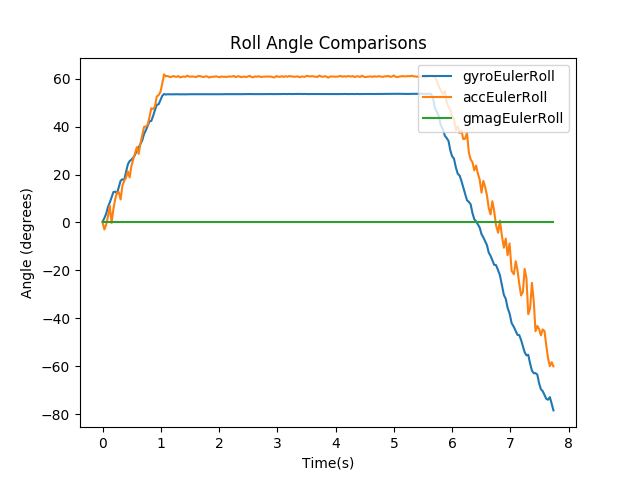 Roll Angle Comparisons
gyroEulerRoll
accEulerRoll
gmagEulerRoll
Angle (degrees)
60
40
20
0
−20
−40
−60
−80
0 1 2 3 4 5 6 7 8
Time(s)